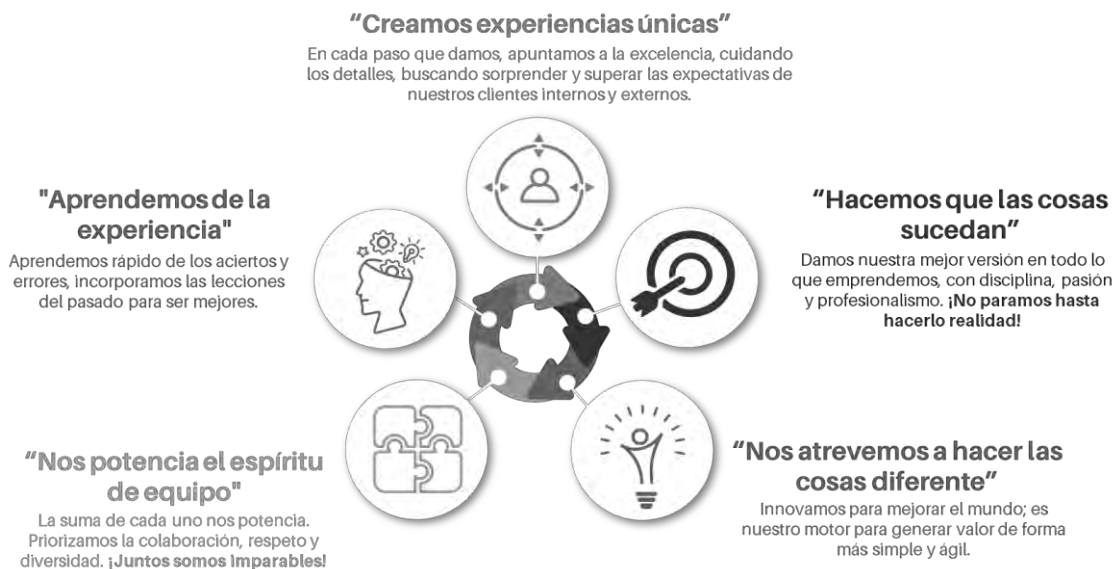 “Creamos experiencias únicas”
En cada paso que damos, apuntamos a la excelencia, cuidando
los detalles, buscando sorprender y superar las expectativas de
nuestros clientes internos y externos.
"Aprendemos de la
experiencia"
Aprendemos rápido de los aciertos y
errores, incorporamos las lecciones
del pasado para ser mejores.
“Hacemos que las cosas
sucedan”
Damos nuestra mejor versión en todo lo
que emprendemos, con disciplina, pasión
y profesionalismo. ¡No paramos hasta
hacerlo realidad!
“Nos potencia el espíritu
de equipo"
La suma de cada uno nos potencia.
Priorizamos la colaboración, respeto y
diversidad. ¡Juntos somos imparables!
“Nos atrevemos a hacer las
cosas diferente”
Innovamos para mejorar el mundo; es
nuestro motor para generar valor de forma
más simple y ágil.